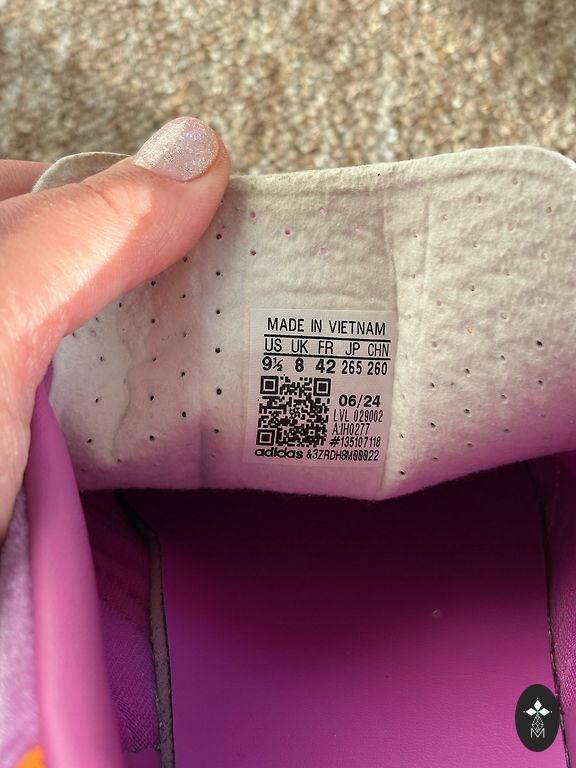 MADE IN VIETNAM
US UK FR JP CHN
9½ 8 42 265 260
06/24
LVL 029002
A:IH0277
#135107118
adidas &3ZRDH8M00022
M